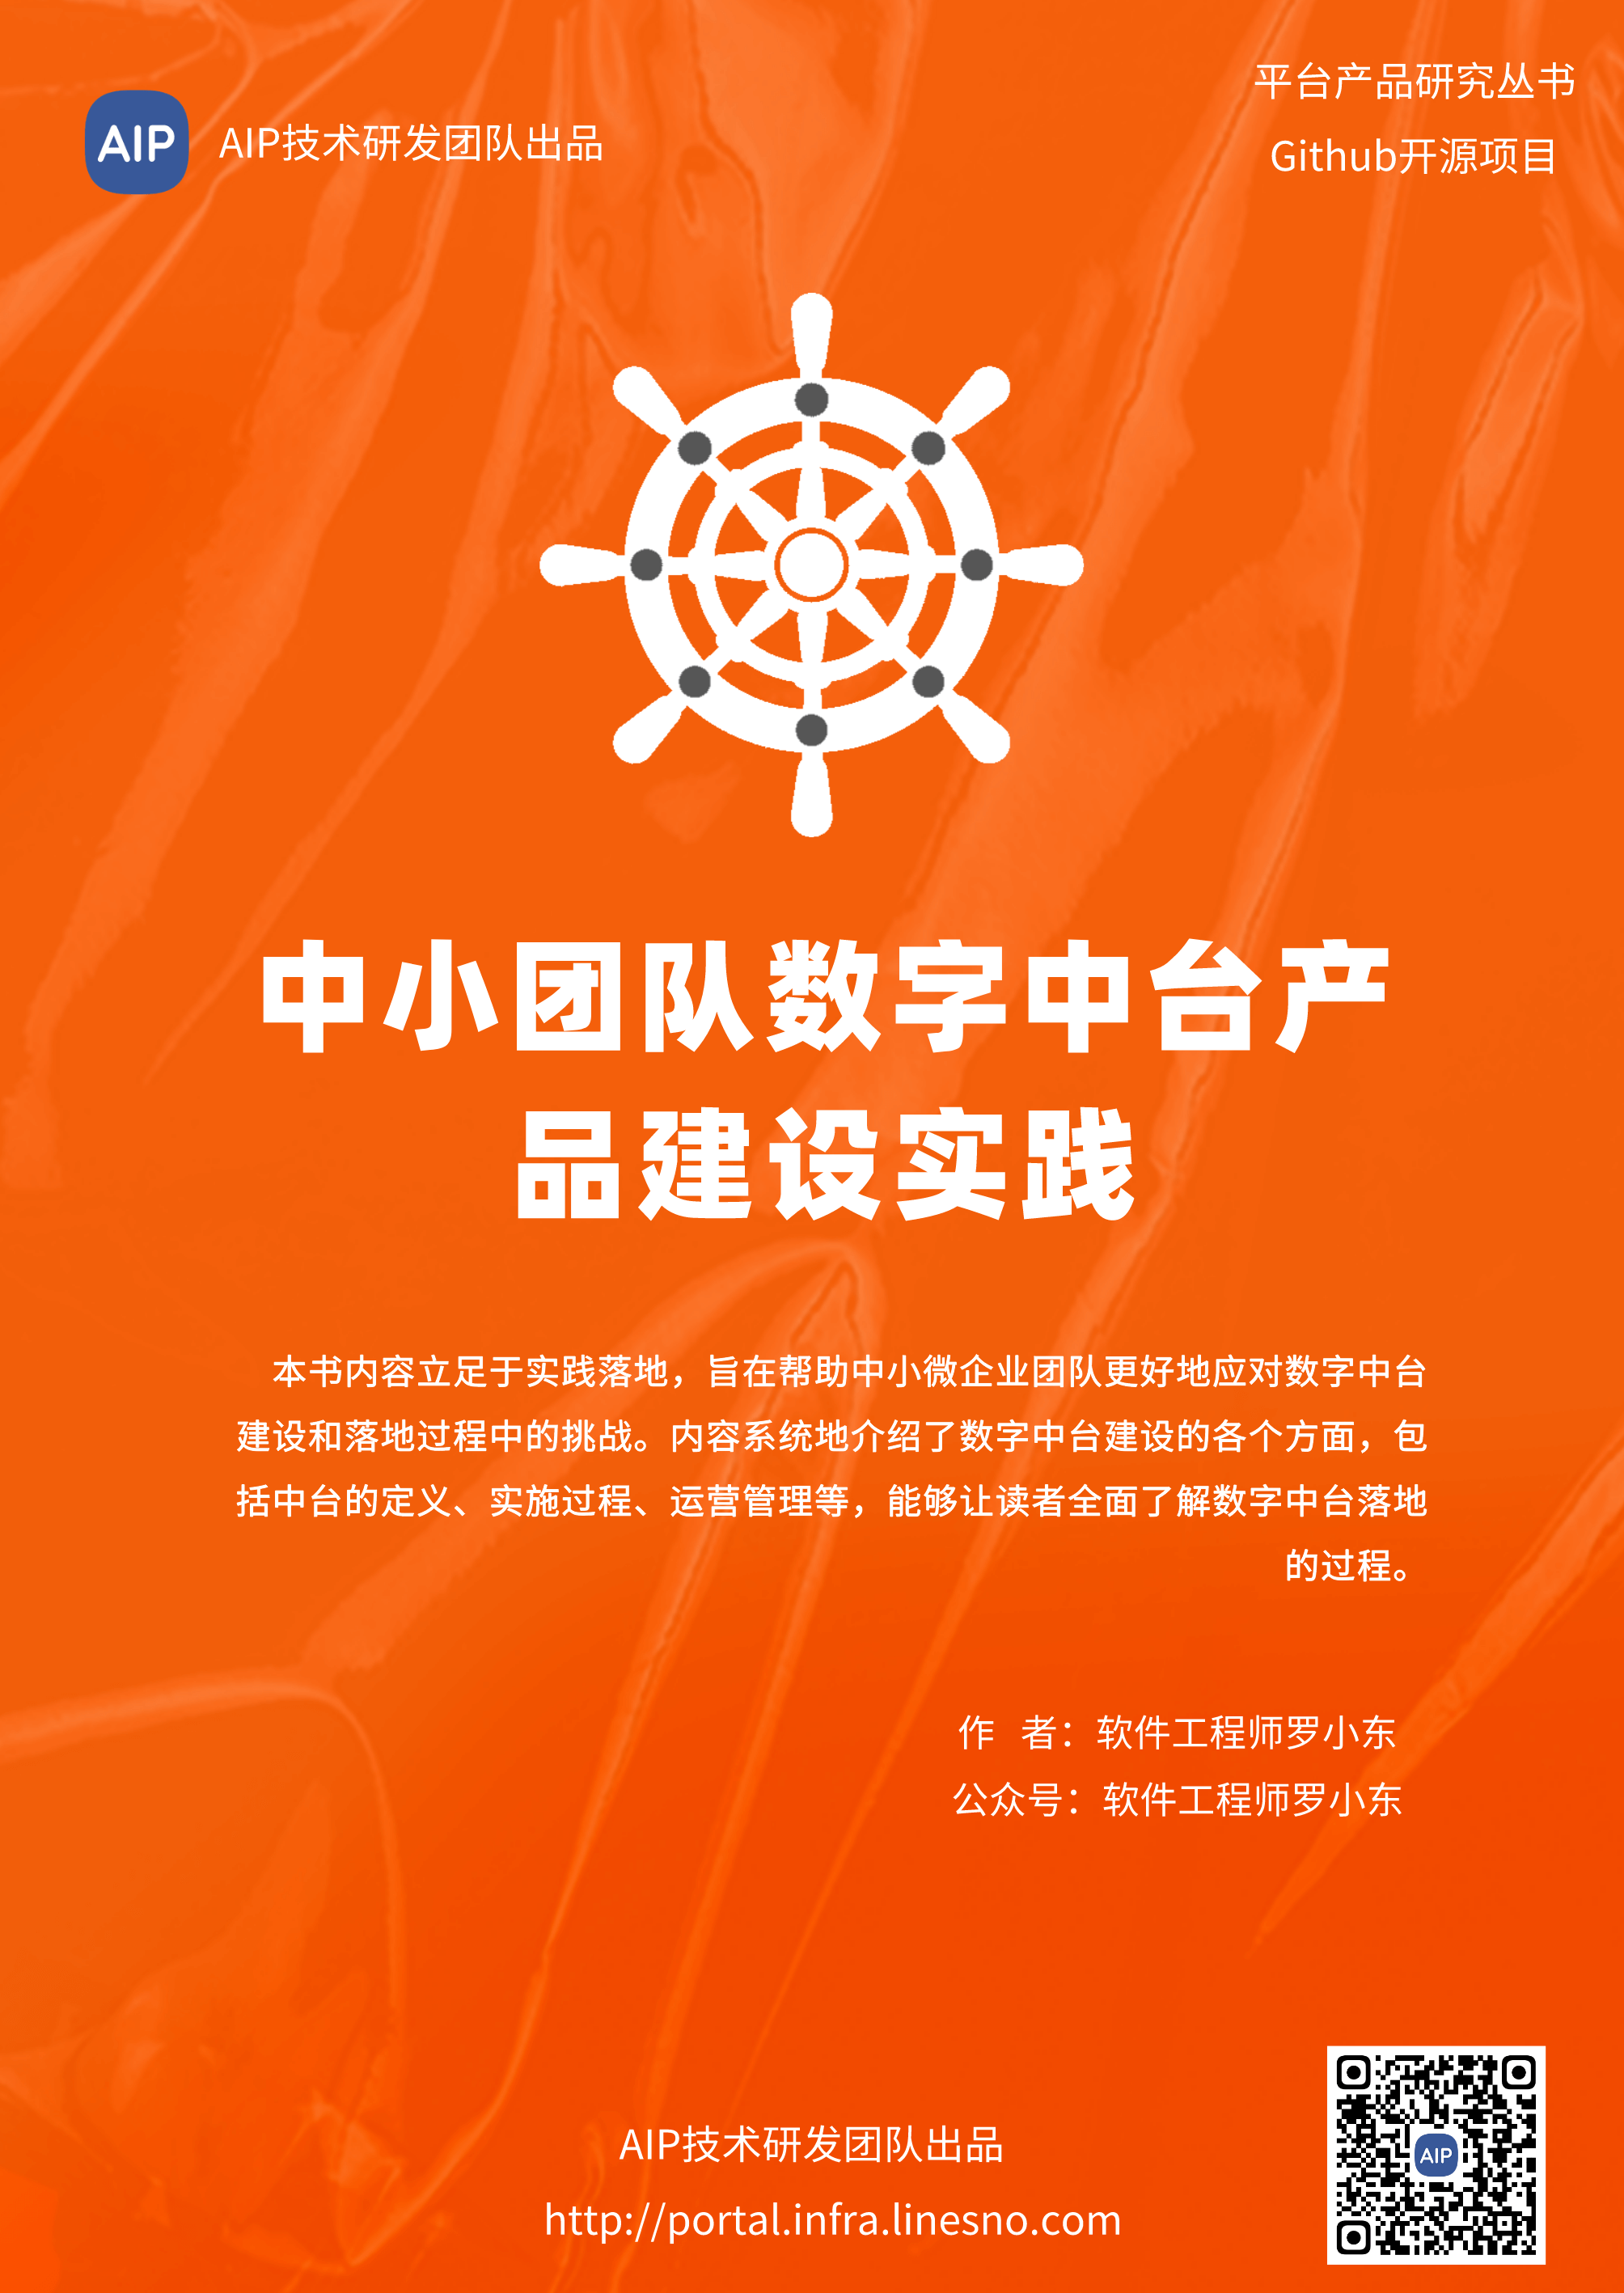 平台产品研究丛书
AIP
AIP技术研发团队出品
Github开源项目
中小团队数字中台产
品建设实践
本书内容立足于实践落地，旨在帮助中小微企业团队更好地应对数字中台
建设和落地过程中的挑战。内容系统地介绍了数字中台建设的各个方面，包
括中台的定义、实施过程、运营管理等，能够让读者全面了解数字中台落地
的过程。
作 者：软件工程师罗小东
公众号：软件工程师罗小东
AIP技术研发团队出品
http://portal.infra.linesno.com
AIP